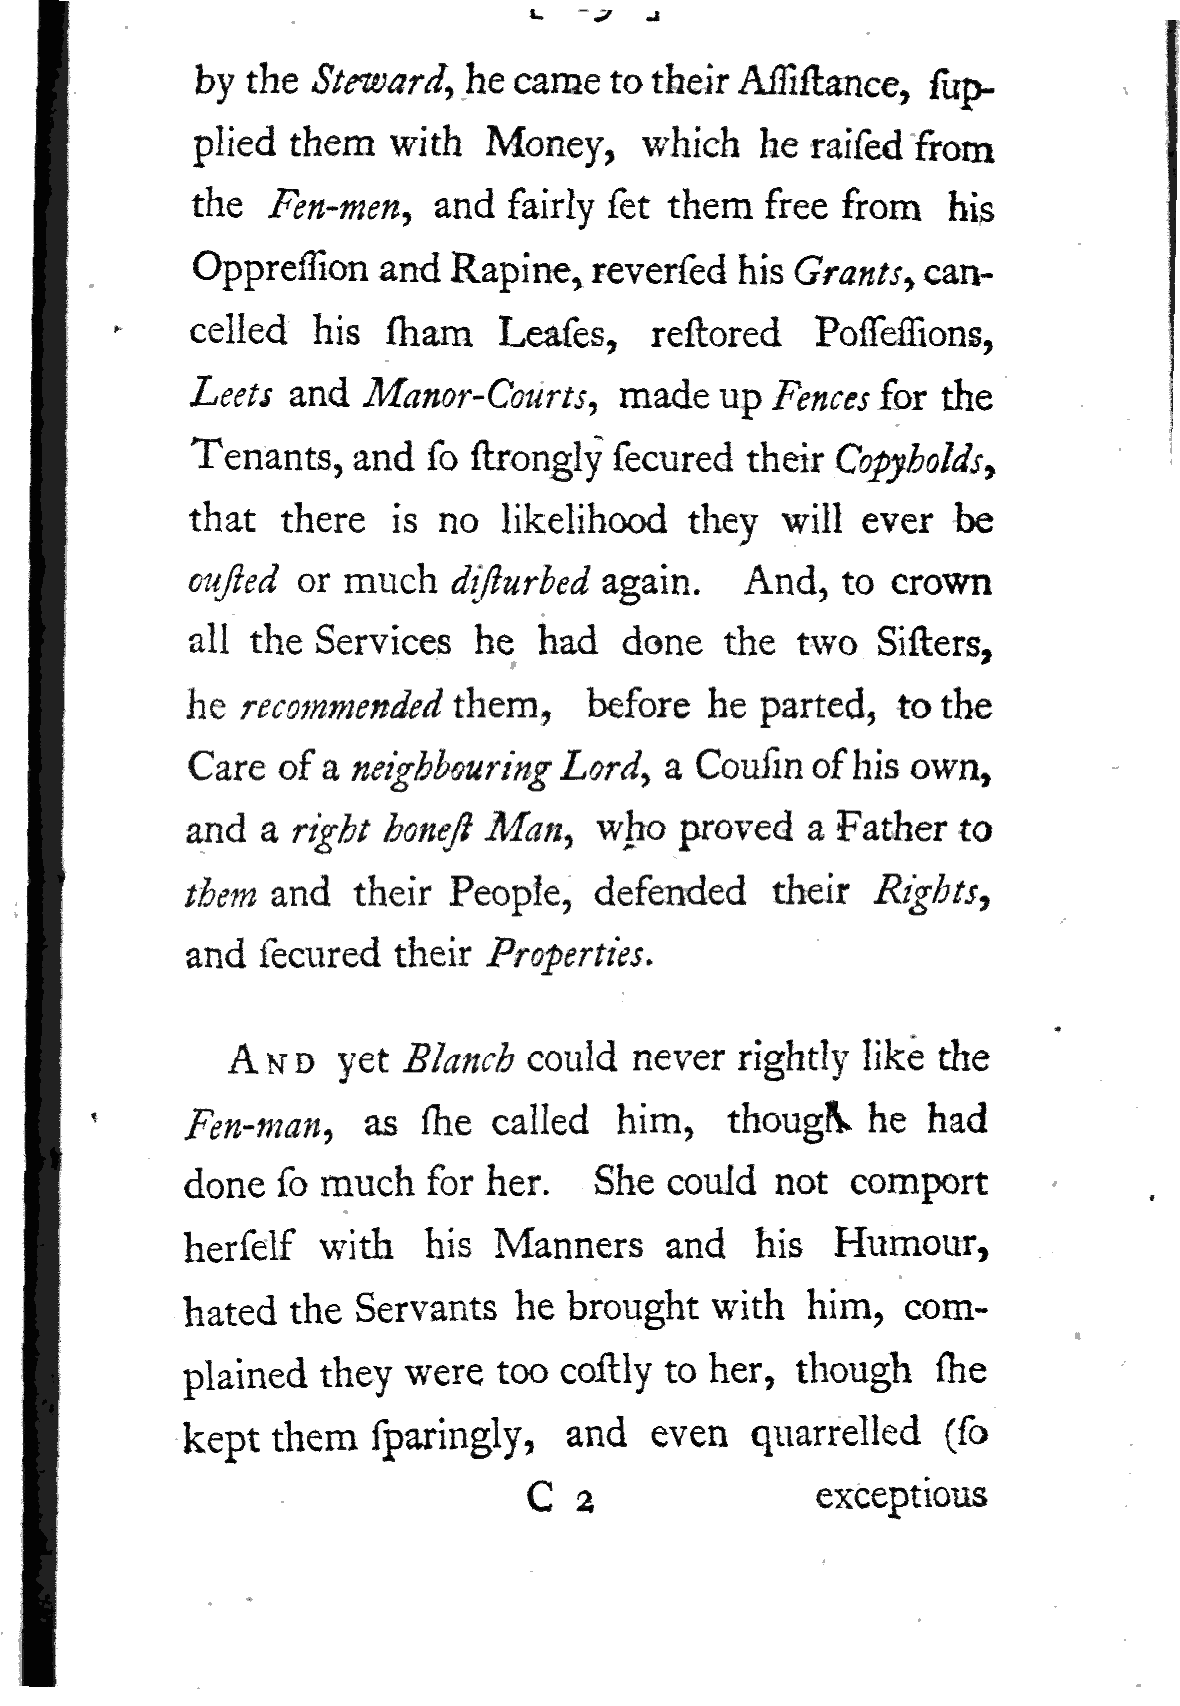 by the Steward, he came to their Aſſiſtance, ſup-
plied them with Money, which he raiſed from
the Fen-men, and fairly ſet them free from his
Oppreſſion and Rapine, reverſed his Grants, can-
celled his ſham Leaſes, reſtored Poſſeſſions,
Leets and Manor-Courts, made up Fences for the
Tenants, and ſo ſtrongly ſecured their Copyholds,
that there is no likelihood they will ever be
ouſted or much diſturbed again. And, to crown
all the Services he had done the two Siſters,
he recommended them, before he parted, to the
Care of a neighbouring Lord, a Couſin of his own,
and a right honeſt Man, who proved a Father to
them and their People, defended their Rights,
and ſecured their Properties.
AND yet Blanch could never rightly like the
Fen-man, as ſhe called him, though he had
done ſo much for her. She could not comport
herſelf with his Manners and his Humour,
hated the Servants he brought with him, com-
plained they were too coſtly to her, though ſhe
kept them ſparingly, and even quarrelled (ſo
C 2 exceptious